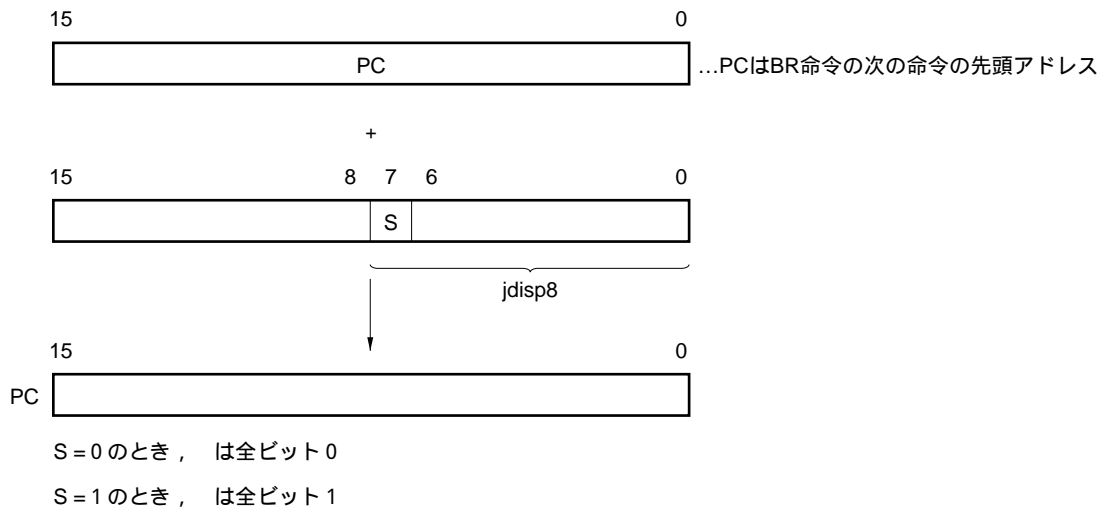 15 0
PC
…PCはBR命令の次の命令の先頭アドレス
+
15 8 7 6 0
S
jdisp8
15 0
PC
S = 0 のとき , は全ビット 0
S = 1 のとき , は全ビット 1